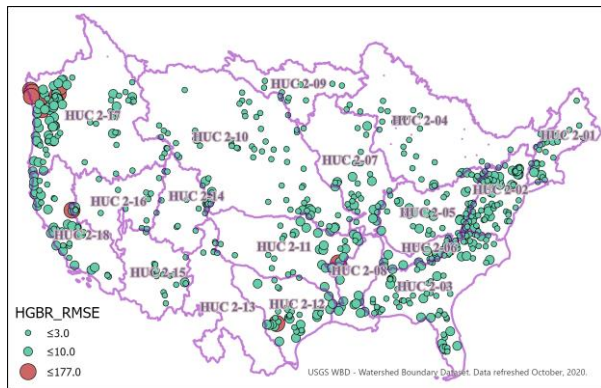 HUC 2-09
HUC 2-17
HUC 2-04
HUC 2-01
HUC 2-10
HUC 2-07
HUC 2-02
HUC 2-14
HUC 2-16
HUC 2-05
HUC 2-18
HUC 2-11
HUC 2-06
HUC 2-08
HUC 2-15
HUC 2-03
HUC 2-13
HUC 2-12
HGBR_RMSE
≤3.0
≤10.0
≤177.0
USGS WBD - Watershed Boundary Dataset. Data refreshed October, 2020.